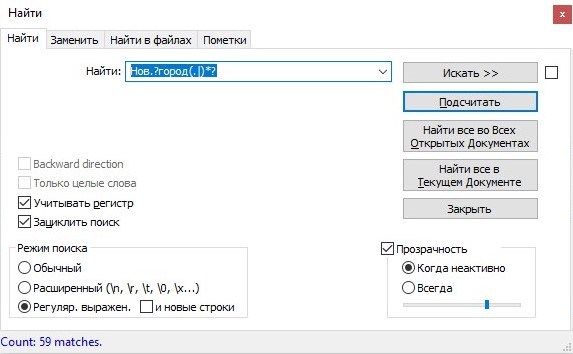 Найти
Найти Заменить Найти в файлах Пометки
Найти: Нов.?город(.|)*?
Искать >>
Подсчитать
Найти все во Всех
Открытых Документах
Найти все в
Текущем Документе
Закрыть
Backward direction
Только целые слова
Учитывать регистр
Зациклить поиск
Режим поиска
Обычный
Расширенный (\n, \r, \t, \0, \x...)
Регуляр. выражен. и новые строки
Прозрачность
Когда неактивно
Всегда
Count: 59 matches.